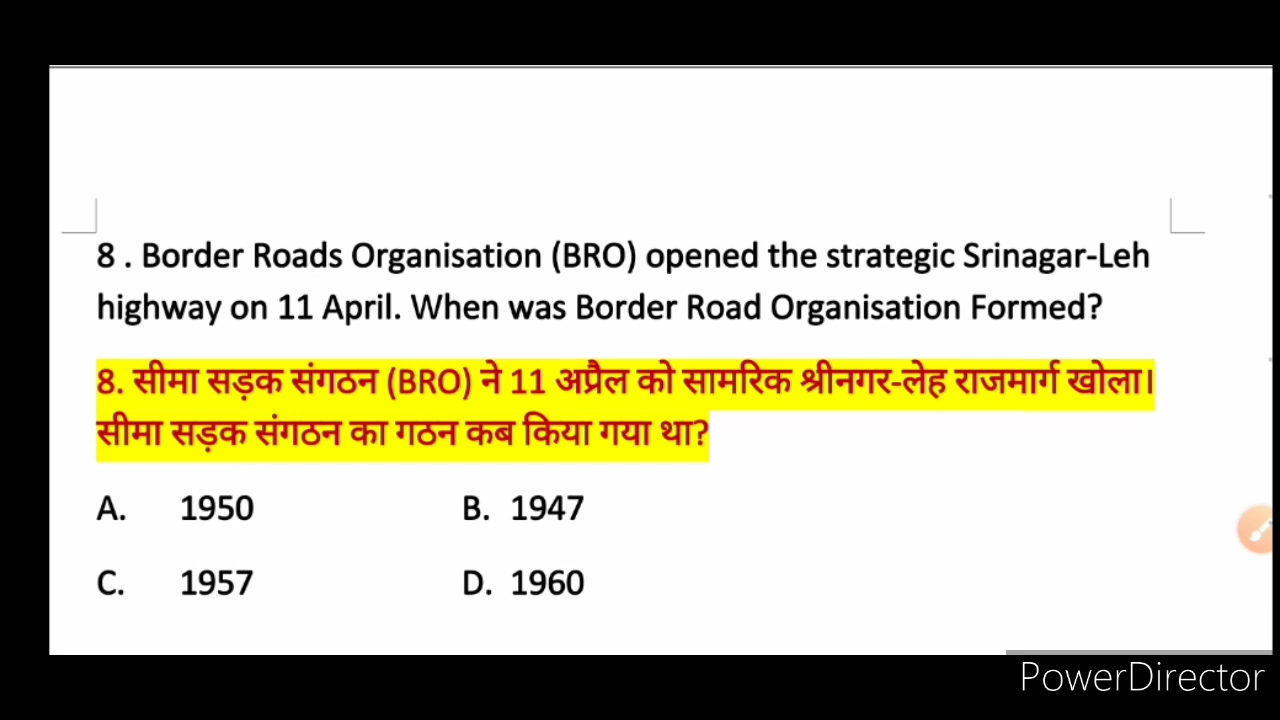 8 . Border Roads Organisation (BRO) opened the strategic Srinagar-Leh
highway on 11 April. When was Border Road Organisation Formed?
8. सीमा सड़क संगठन (BRO) ने 11 अप्रैल को सामरिक श्रीनगर-लेह राजमार्ग खोला।
सीमा सड़क संगठन का गठन कब किया गया था?
A. 1950 B. 1947
C. 1957 D. 1960
PowerDirector